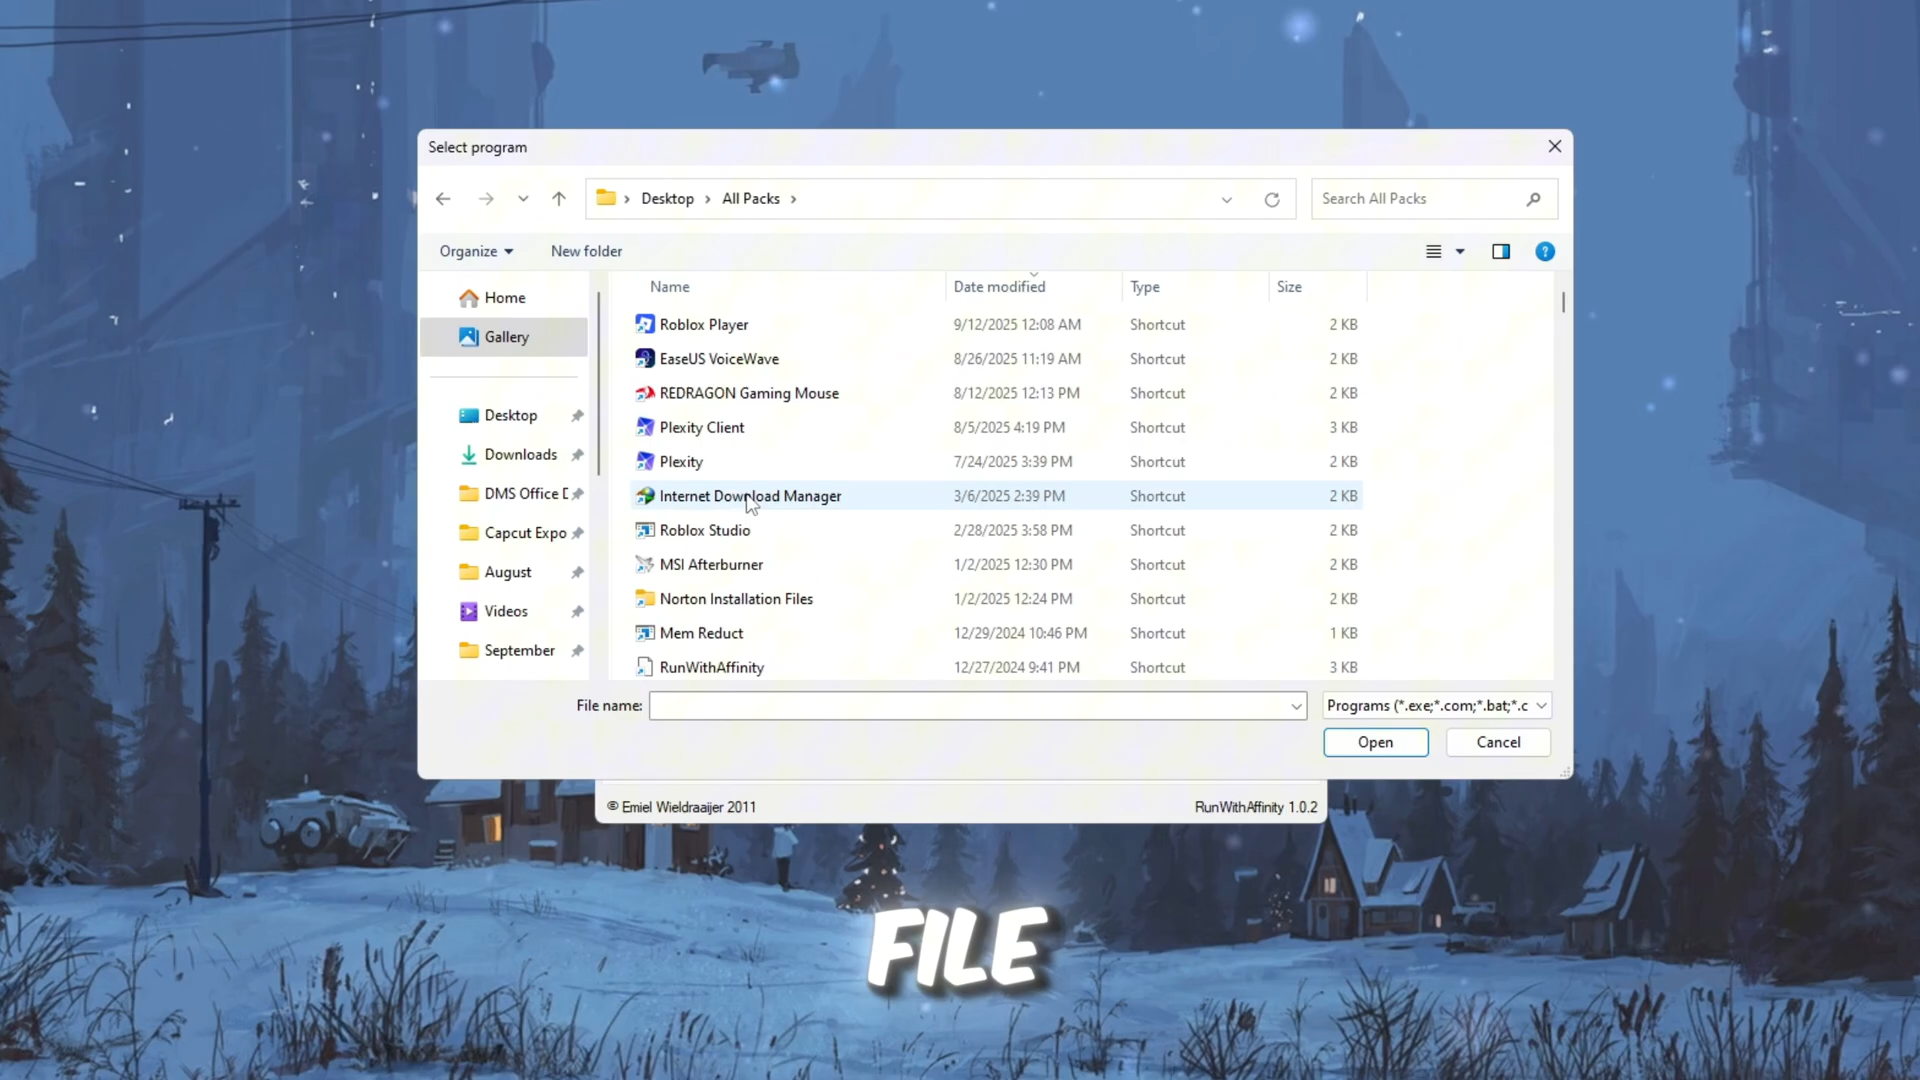 Select program
Desktop > All Packs >
Search All Packs
Organize
New folder
Home
Gallery
Desktop
Downloads
DMS Office D
Capcut Expo
August
Videos
September
Name Date modified Type Size
Roblox Player 9/12/2025 12:08 AM Shortcut 2 KB
EaseUS VoiceWave 8/26/2025 11:19 AM Shortcut 2 KB
REDRAGON Gaming Mouse 8/12/2025 12:13 PM Shortcut 2 KB
Plexity Client 8/5/2025 4:19 PM Shortcut 3 KB
Plexity 7/24/2025 3:39 PM Shortcut 2 KB
Internet Download Manager 3/6/2025 2:39 PM Shortcut 2 KB
Roblox Studio 2/28/2025 3:58 PM Shortcut 2 KB
MSI Afterburner 1/2/2025 12:30 PM Shortcut 2 KB
Norton Installation Files 1/2/2025 12:24 PM Shortcut 2 KB
Mem Reduct 12/29/2024 10:46 PM Shortcut 1 KB
RunWithAffinity 12/27/2024 9:41 PM Shortcut 3 KB
File name:
Programs (*.exe;*.com;*.bat;*.c
Open
Cancel
© Emiel Wieldraaijer 2011
RunWithAffinity 1.0.2
FILE